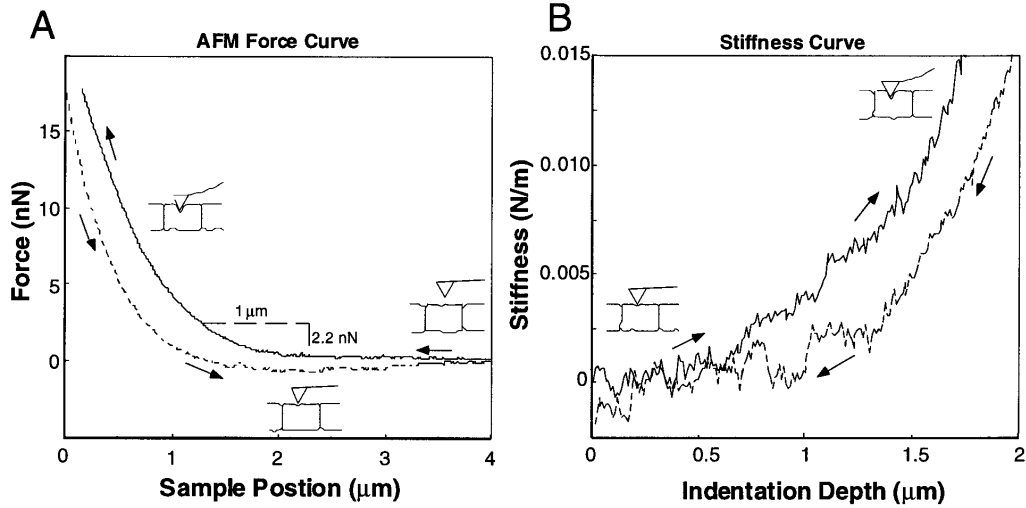 A
AFM Force Curve
Force (nN)
15
10
5
0
1 μm
2.2 nN
0
1
2
3
4
Sample Postion (μm)
B
Stiffness Curve
Stiffness (N/m)
0.015
0.010
0.005
0
0
0.5
1
1.5
2
Indentation Depth (μm)